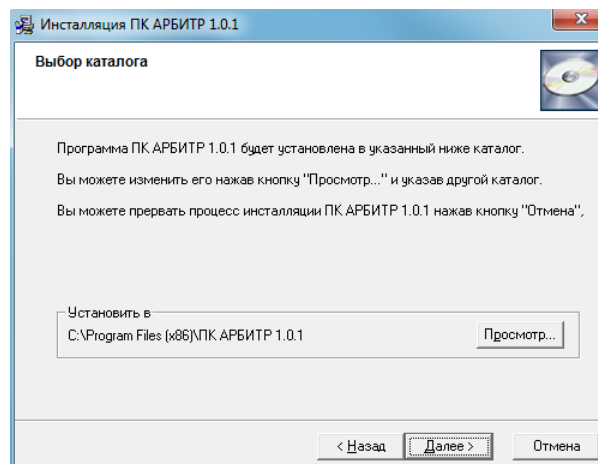 Инсталляция ПК АРБИТР 1.0.1
Выбор каталога
Программа ПК АРБИТР 1.0.1 будет установлена в указанный ниже каталог.
Вы можете изменить его нажав кнопку "Просмотр..." и указав другой каталог.
Вы можете прервать процесс инсталляции ПК АРБИТР 1.0.1 нажав кнопку "Отмена",
Установить в
C:\Program Files (x86)\ПК АРБИТР 1.0.1
Просмотр...
< Назад
Далее >
Отмена